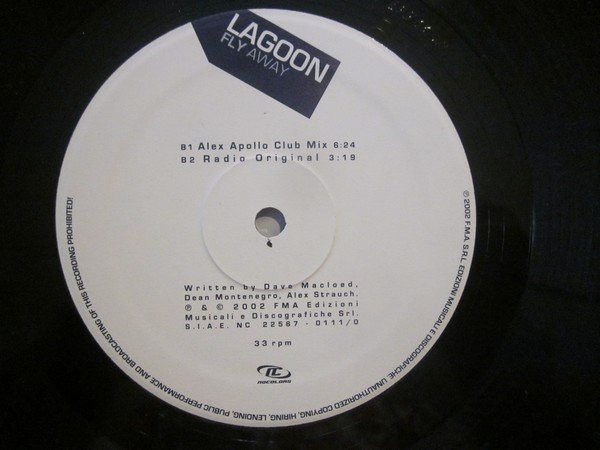 LAGOON
FLY AWAY
B1 Alex Apollo Club Mix 6:24
B2 Radio Original 3:19
Written by Dave Macloed,
Dean Montenegro, Alex Strauch.
℗ & © 2002 FMA Edizioni
Musicali e Discografiche Srl.
S.I.A.E. NC 22567 - 0111/0
33 rpm
NC
NOCOLORS
℗ 2002 F.M.A. S.R.L. EDIZIONI MUSICALI E DISCOGRAFICHE. UNAUTHORIZED COPYING, HIRING, LENDING, PUBLIC PERFORMANCE AND BROADCASTING OF THIS RECORDING PROHIBITED!